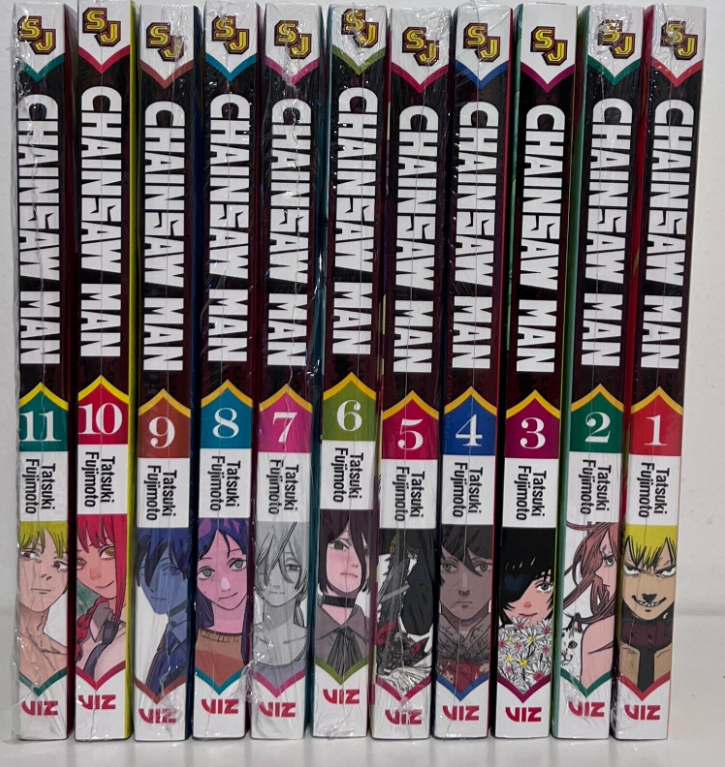 SJ
CHAINSAW MAN
11
Tatsuki
Fujimoto
VIZ
SJ
CHAINSAW MAN
10
Tatsuki
Fujimoto
VIZ
SJ
CHAINSAW MAN
9
Tatsuki
Fujimoto
VIZ
SJ
CHAINSAW MAN
8
Tatsuki
Fujimoto
VIZ
SJ
CHAINSAW MAN
7
Tatsuki
Fujimoto
VIZ
SJ
CHAINSAW MAN
6
Tatsuki
Fujimoto
VIZ
SJ
CHAINSAW MAN
5
Tatsuki
Fujimoto
VIZ
SJ
CHAINSAW MAN
4
Tatsuki
Fujimoto
VIZ
SJ
CHAINSAW MAN
3
Tatsuki
Fujimoto
VIZ
SJ
CHAINSAW MAN
2
Tatsuki
Fujimoto
VIZ
SJ
CHAINSAW MAN
1
Tatsuki
Fujimoto
VIZ